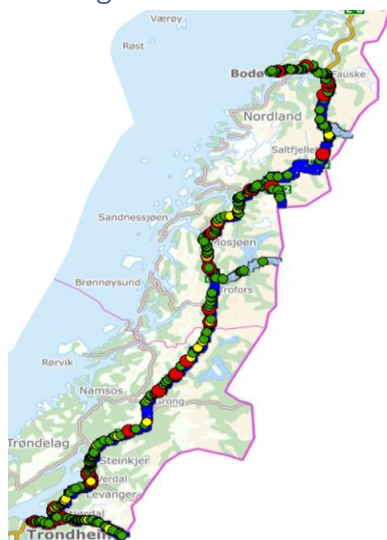 Værøy
Røst
Bodø
Fauske
Nordland
Saltfjellet
Sandnessjøen
Mosjøen
Brønnøysund
Trofors
Rørvik
Namsos
Grong
Trøndelag
Steinkjer
Verdal
Levanger
Trondheim